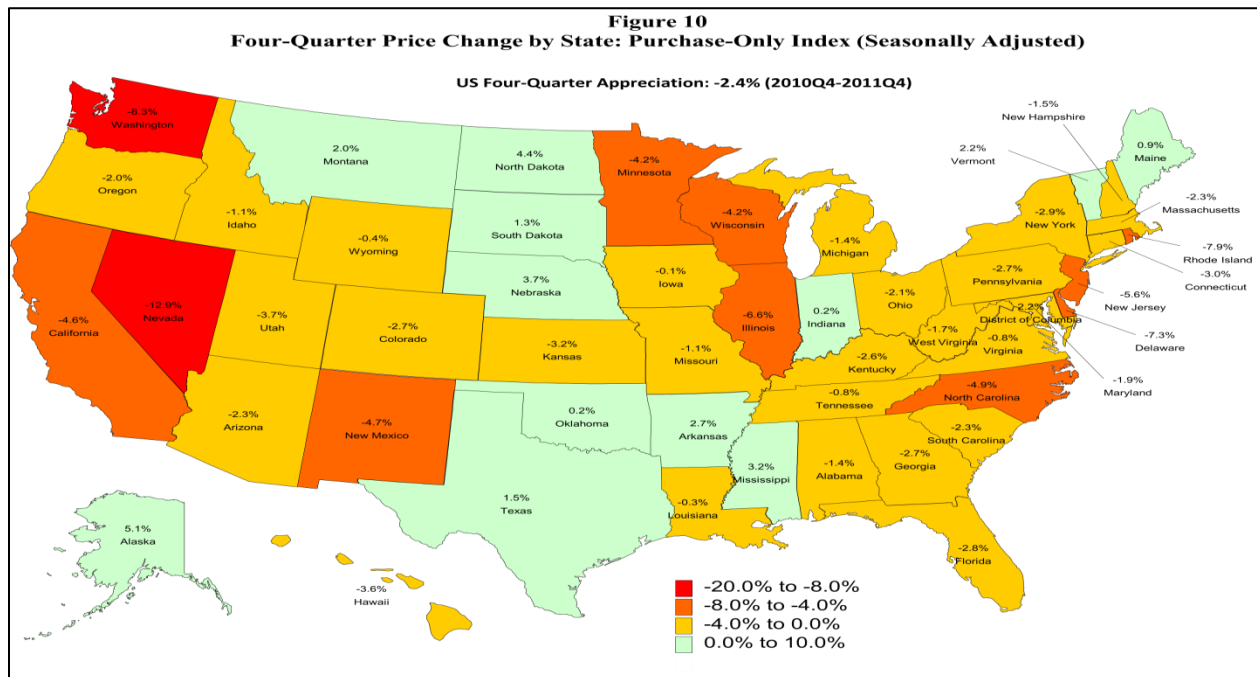 Figure 10
Four-Quarter Price Change by State: Purchase-Only Index (Seasonally Adjusted)
US Four-Quarter Appreciation: -2.4% (2010Q4-2011Q4)
-8.3%
Washington
2.0%
Montana
4.4%
North Dakota
-4.2%
Minnesota
-1.5%
New Hampshire
2.2%
Vermont
0.9%
Maine
-2.0%
Oregon
-1.1%
Idaho
-0.4%
Wyoming
1.3%
South Dakota
-4.2%
Wisconsin
-1.4%
Michigan
-2.9%
New York
-2.3%
Massachusetts
-7.9%
Rhode Island
-3.0%
Connecticut
-4.6%
California
-12.9%
Nevada
-3.7%
Utah
-2.7%
Colorado
3.7%
Nebraska
-0.1%
Iowa
-6.6%
Illinois
0.2%
Indiana
-2.1%
Ohio
-2.7%
Pennsylvania
-5.6%
New Jersey
-2.2%
District of Columbia
-7.3%
Delaware
-1.9%
Maryland
-3.2%
Kansas
-1.1%
Missouri
-2.6%
Kentucky
-1.7%
West Virginia
-0.8%
Virginia
-2.3%
Arizona
-4.7%
New Mexico
0.2%
Oklahoma
2.7%
Arkansas
-0.8%
Tennessee
-4.9%
North Carolina
-2.3%
South Carolina
1.5%
Texas
-0.3%
Louisiana
3.2%
Mississippi
-1.4%
Alabama
-2.7%
Georgia
-2.8%
Florida
5.1%
Alaska
-3.6%
Hawaii
-20.0% to -8.0%
-8.0% to -4.0%
-4.0% to 0.0%
0.0% to 10.0%